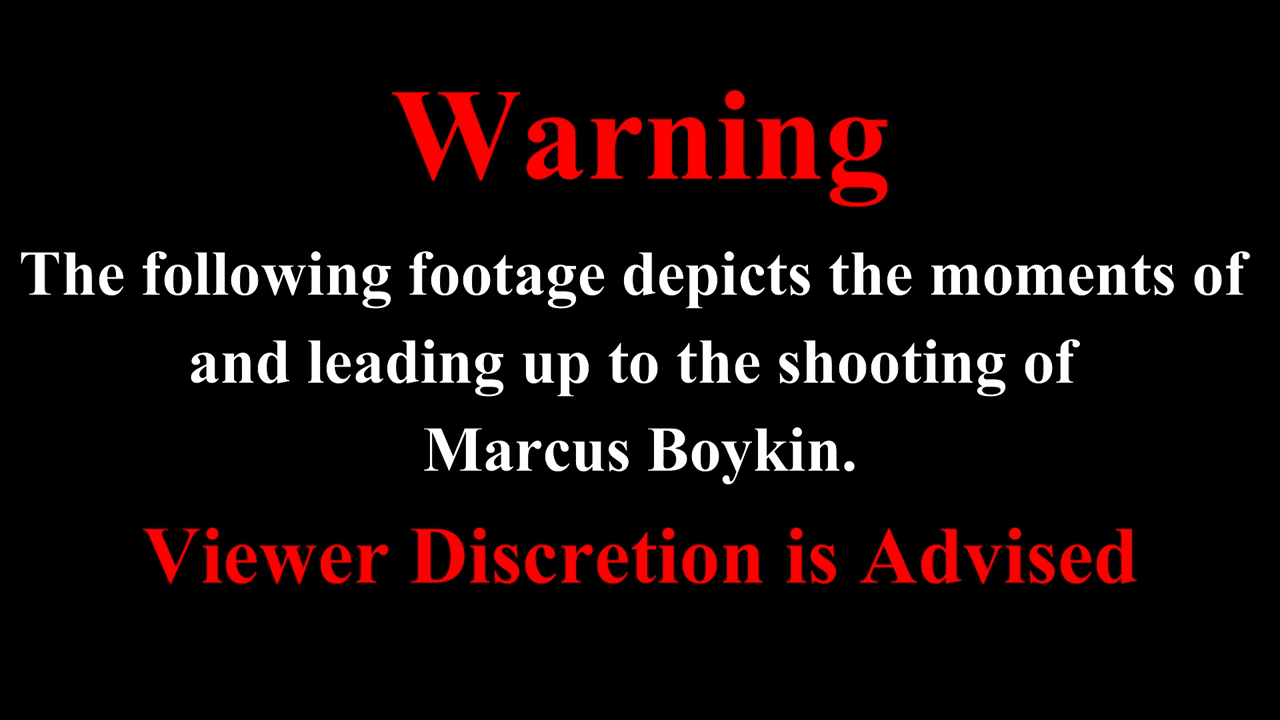 Warning
The following footage depicts the moments of
and leading up to the shooting of
Marcus Boykin.
Viewer Discretion is Advised